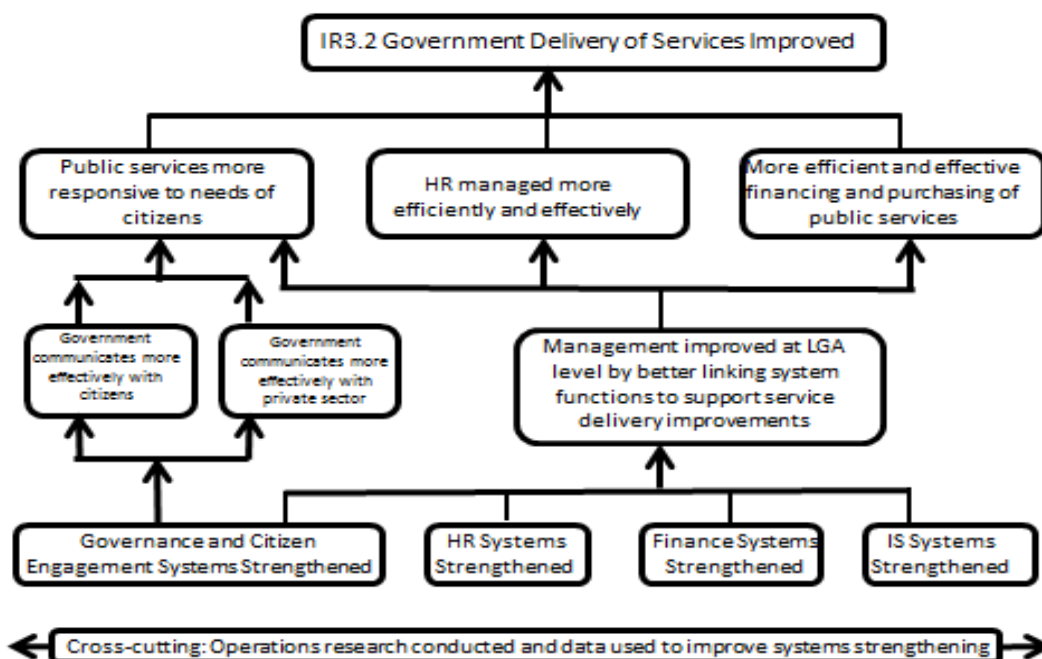 IR3.2 Government Delivery of Services Improved
Public services more
responsive to needs of
citizens
HR managed more
efficiently and effectively
More efficient and effective
financing and purchasing of
public services
Government
communicates more
effectively with
citizens
Government
communicates more
effectively with
private sector
Management improved at LGA
level by better linking system
functions to support service
delivery improvements
Governance and Citizen
Engagement Systems Strengthened
HR Systems
Strengthened
Finance Systems
Strengthened
IS Systems
Strengthened
Cross-cutting: Operations research conducted and data used to improve systems strengthening